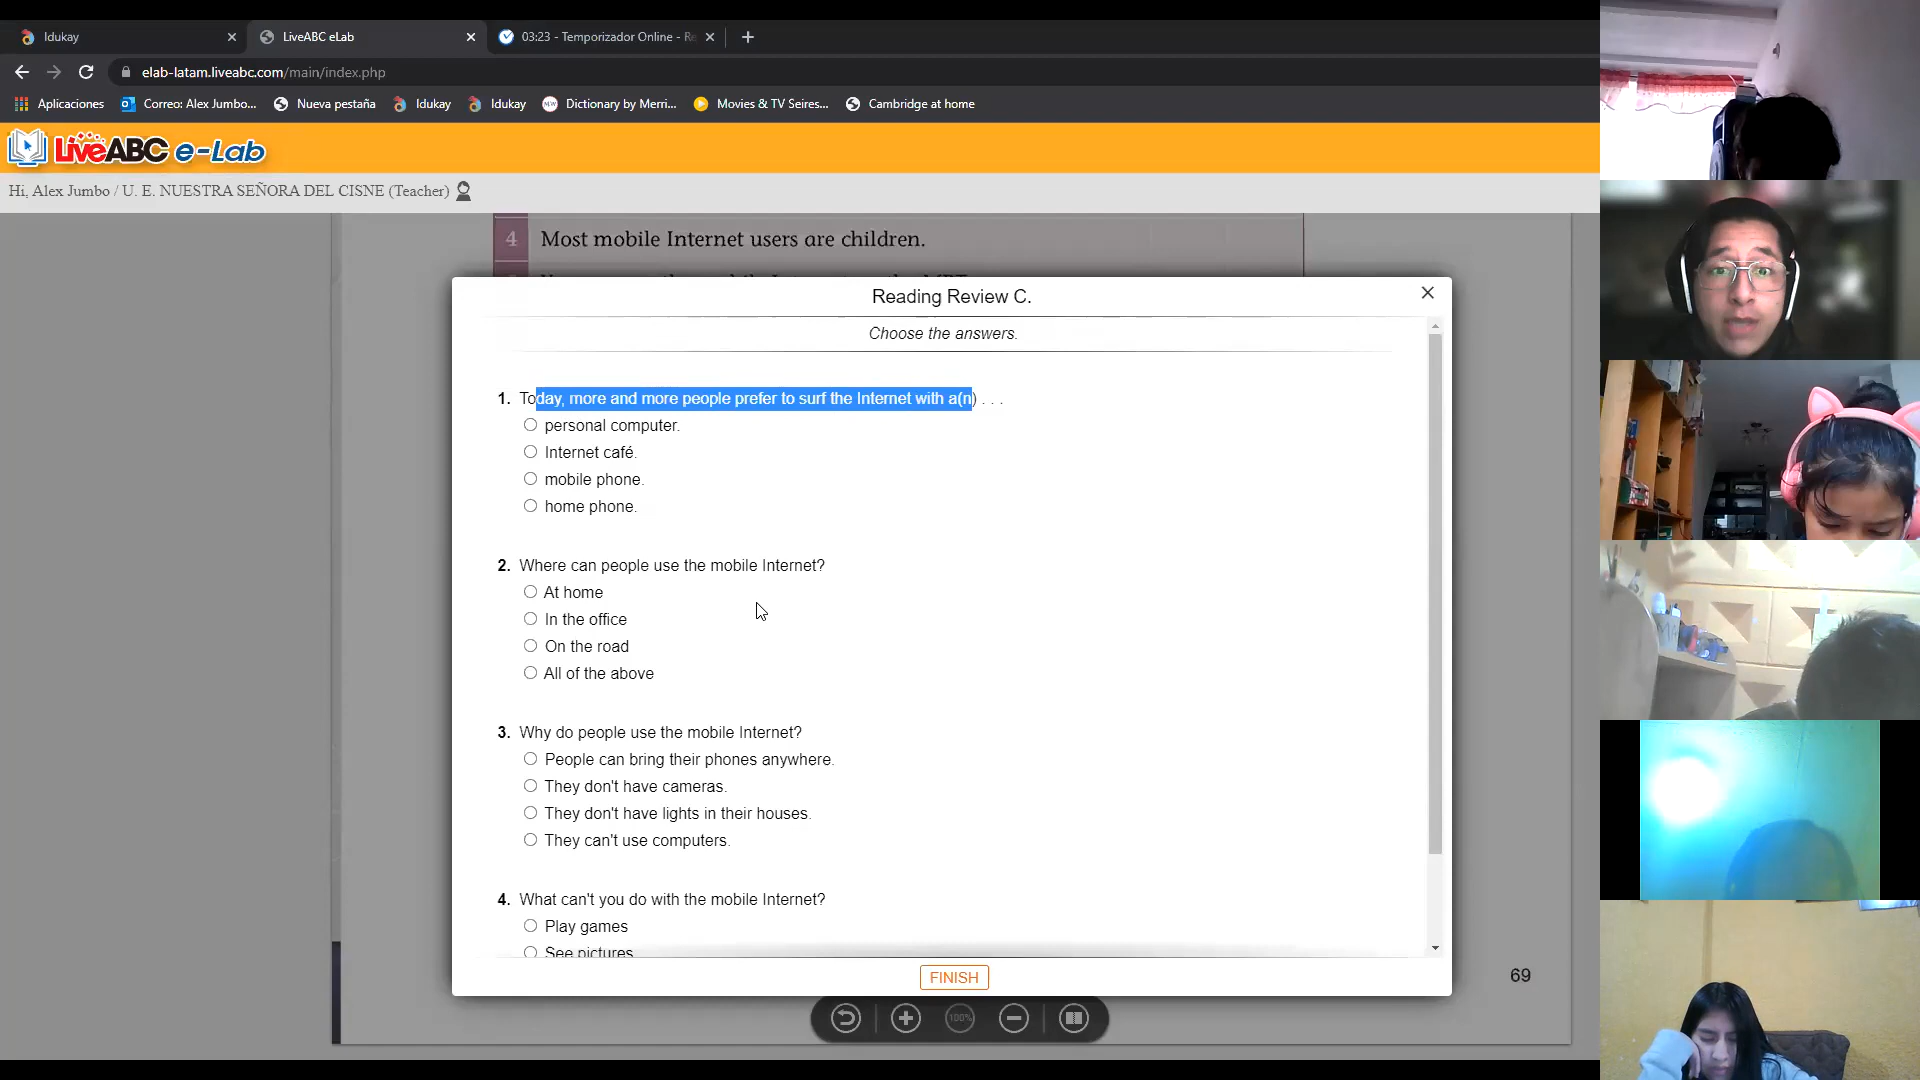 Idukay
LiveABC eLab
03:23 - Temporizador Online - Re
elab-latam.liveabc.com/main/index.php
Aplicaciones
Correo: Alex Jumbo...
Nueva pestaña
Idukay
Idukay
Dictionary by Merri...
Movies & TV Seires...
Cambridge at home
LiveABC e-Lab
Hi, Alex Jumbo / U. E. NUESTRA SEÑORA DEL CISNE (Teacher)
4 Most mobile Internet users are children.
Reading Review C.
Choose the answers.
1. Today, more and more people prefer to surf the Internet with a(n) . . .
personal computer.
Internet café.
mobile phone.
home phone.
2. Where can people use the mobile Internet?
At home
In the office
On the road
All of the above
3. Why do people use the mobile Internet?
People can bring their phones anywhere.
They don't have cameras.
They don't have lights in their houses.
They can't use computers.
4. What can't you do with the mobile Internet?
Play games
See pictures
FINISH
69
100%